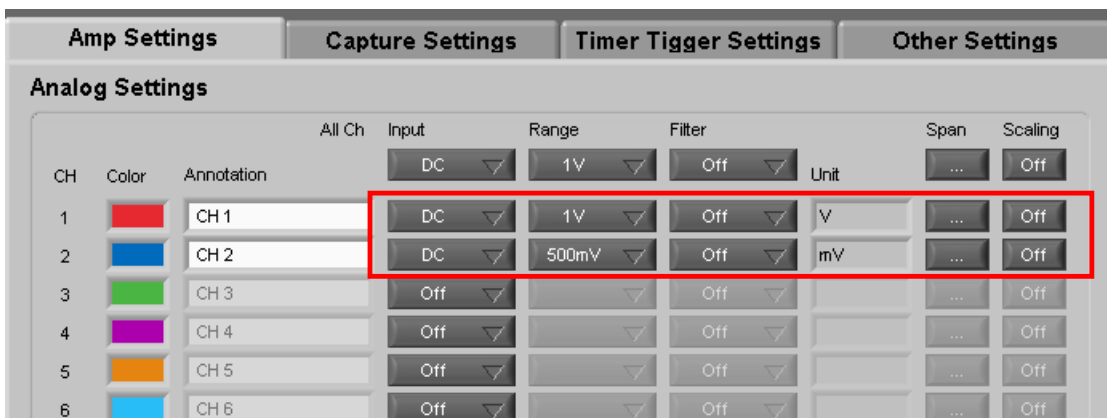 Amp Settings Capture Settings Timer Tigger Settings Other Settings
Analog Settings
All Ch Input Range Filter Span Scaling
CH Color Annotation DC 1V Off Unit ... Off
1 CH 1 DC 1V Off V ... Off
2 CH 2 DC 500mV Off mV ... Off
3 CH 3 Off Off ... Off
4 CH 4 Off Off ... Off
5 CH 5 Off Off ... Off
6 CH 6 Off Off ... Off